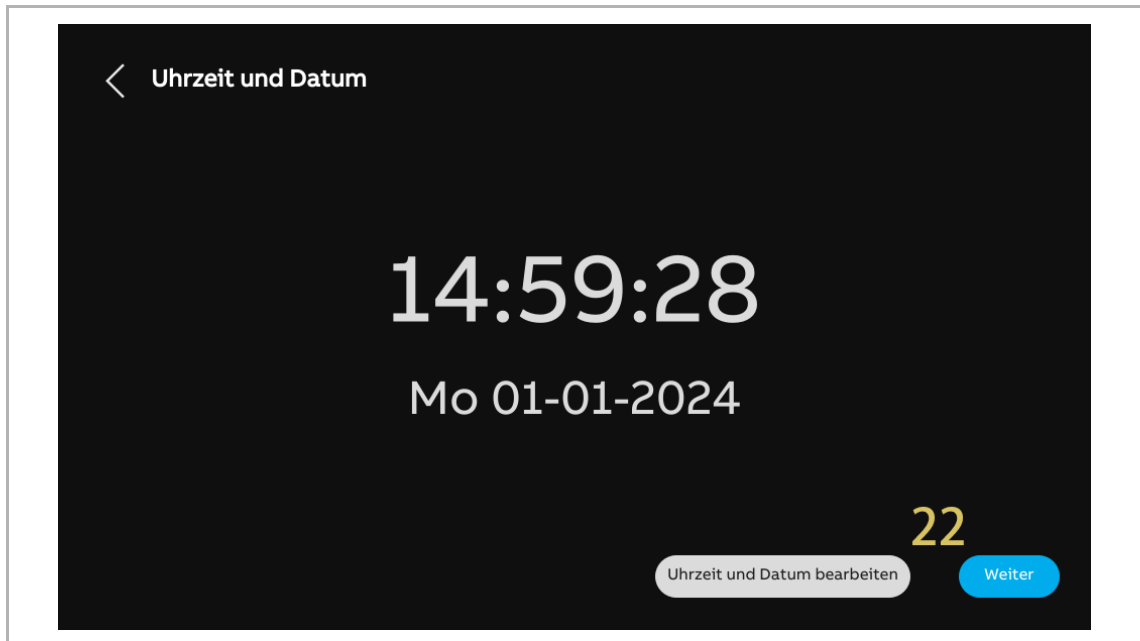 Uhrzeit und Datum
14:59:28
Mo 01-01-2024
22
Uhrzeit und Datum bearbeiten
Weiter